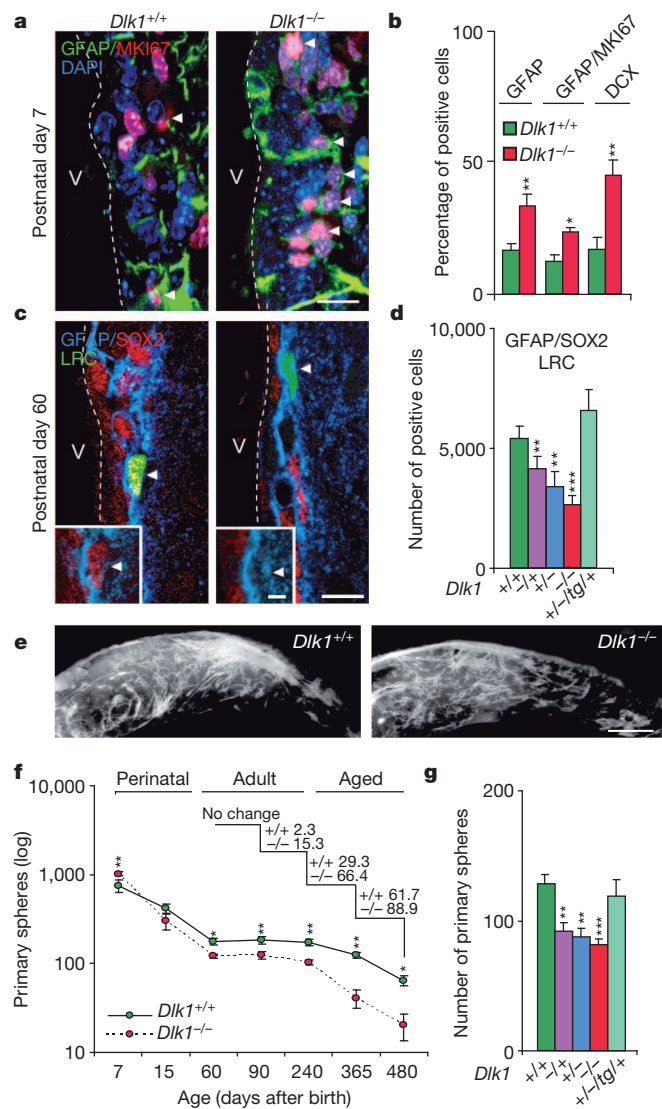 a
Dlk1+/+
Dlk1−/−
GFAP/MKI67
DAPI
Postnatal day 7
V
V
b
Percentage of positive cells
100
50
0
GFAP
GFAP/MKI67
DCX
Dlk1+/+
Dlk1−/−
**
*
**
c
GFAP/SOX2
LRC
Postnatal day 60
V
V
d
Number of positive cells
10,000
5,000
0
GFAP/SOX2
LRC
**
**
***
Dlk1
+/+
−/+
+/−
−/−
+/−/tg/+
e
Dlk1+/+
Dlk1−/−
f
Primary spheres (log)
10,000
1,000
100
10
Perinatal
Adult
Aged
No change
+/+ 2.3
−/− 15.3
+/+ 29.3
−/− 66.4
+/+ 61.7
−/− 88.9
**
*
**
**
**
*
Dlk1+/+
Dlk1−/−
7 15 60 90 240 365 480
Age (days after birth)
g
Number of primary spheres
200
100
0
**
**
***
Dlk1
+/+
−/+
+/−
−/−
+/−/tg/+